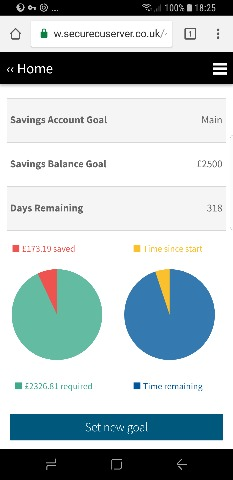 100% 18:25
w.securecuserver.co.uk/
1
‹‹ Home
Savings Account Goal Main
Savings Balance Goal £2500
Days Remaining 318
£173.19 saved Time since start
£2326.81 required Time remaining
Set new goal